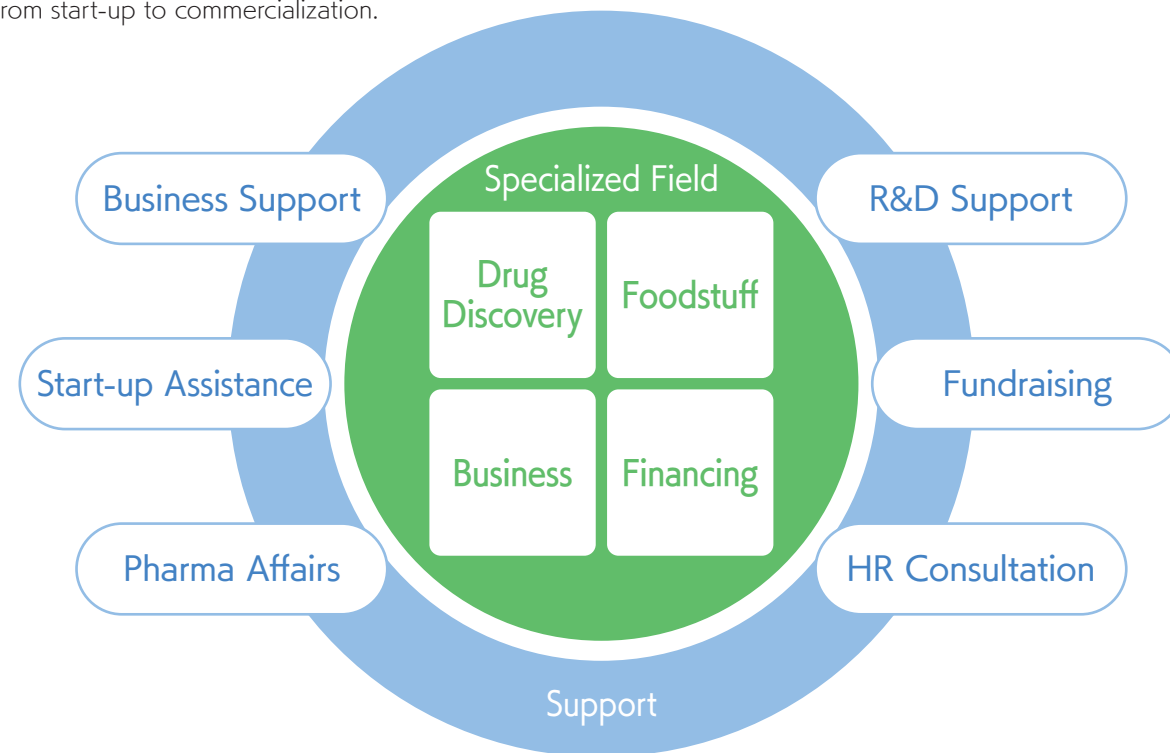 rom start-up to commercialization.
Specialized Field
Business Support
R&D Support
Drug
Discovery
Foodstuff
Start-up Assistance
Fundraising
Business
Financing
Pharma Affairs
HR Consultation
Support